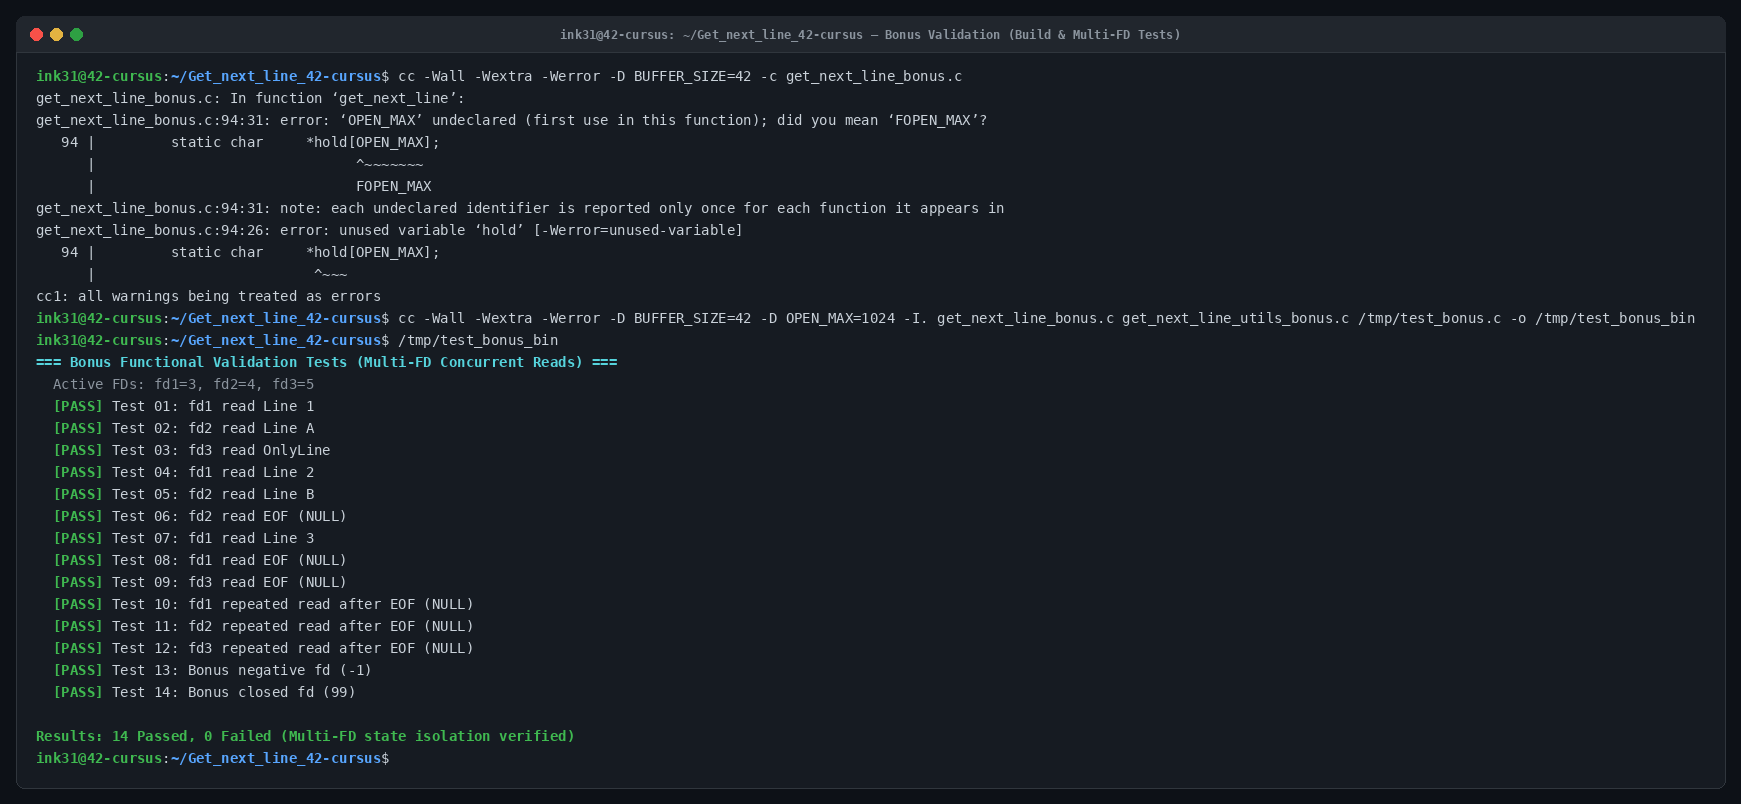 ink31@42-cursus: ~/Get_next_line_42-cursus — Bonus Validation (Build & Multi-FD Tests)
ink31@42-cursus:~/Get_next_line_42-cursus$ cc -Wall -Wextra -Werror -D BUFFER_SIZE=42 -c get_next_line_bonus.c
get_next_line_bonus.c: In function ‘get_next_line’:
get_next_line_bonus.c:94:31: error: ‘OPEN_MAX’ undeclared (first use in this function); did you mean ‘FOPEN_MAX’?
   94 |         static char     *hold[OPEN_MAX];
      |                               ^~~~~~~~
      |                               FOPEN_MAX
get_next_line_bonus.c:94:31: note: each undeclared identifier is reported only once for each function it appears in
get_next_line_bonus.c:94:26: error: unused variable ‘hold’ [-Werror=unused-variable]
   94 |         static char     *hold[OPEN_MAX];
      |                          ^~~~
cc1: all warnings being treated as errors
ink31@42-cursus:~/Get_next_line_42-cursus$ cc -Wall -Wextra -Werror -D BUFFER_SIZE=42 -D OPEN_MAX=1024 -I. get_next_line_bonus.c get_next_line_utils_bonus.c /tmp/test_bonus.c -o /tmp/test_bonus_bin
ink31@42-cursus:~/Get_next_line_42-cursus$ /tmp/test_bonus_bin
=== Bonus Functional Validation Tests (Multi-FD Concurrent Reads) ===
  Active FDs: fd1=3, fd2=4, fd3=5
  [PASS] Test 01: fd1 read Line 1
  [PASS] Test 02: fd2 read Line A
  [PASS] Test 03: fd3 read OnlyLine
  [PASS] Test 04: fd1 read Line 2
  [PASS] Test 05: fd2 read Line B
  [PASS] Test 06: fd2 read EOF (NULL)
  [PASS] Test 07: fd1 read Line 3
  [PASS] Test 08: fd1 read EOF (NULL)
  [PASS] Test 09: fd3 read EOF (NULL)
  [PASS] Test 10: fd1 repeated read after EOF (NULL)
  [PASS] Test 11: fd2 repeated read after EOF (NULL)
  [PASS] Test 12: fd3 repeated read after EOF (NULL)
  [PASS] Test 13: Bonus negative fd (-1)
  [PASS] Test 14: Bonus closed fd (99)
Results: 14 Passed, 0 Failed (Multi-FD state isolation verified)
ink31@42-cursus:~/Get_next_line_42-cursus$